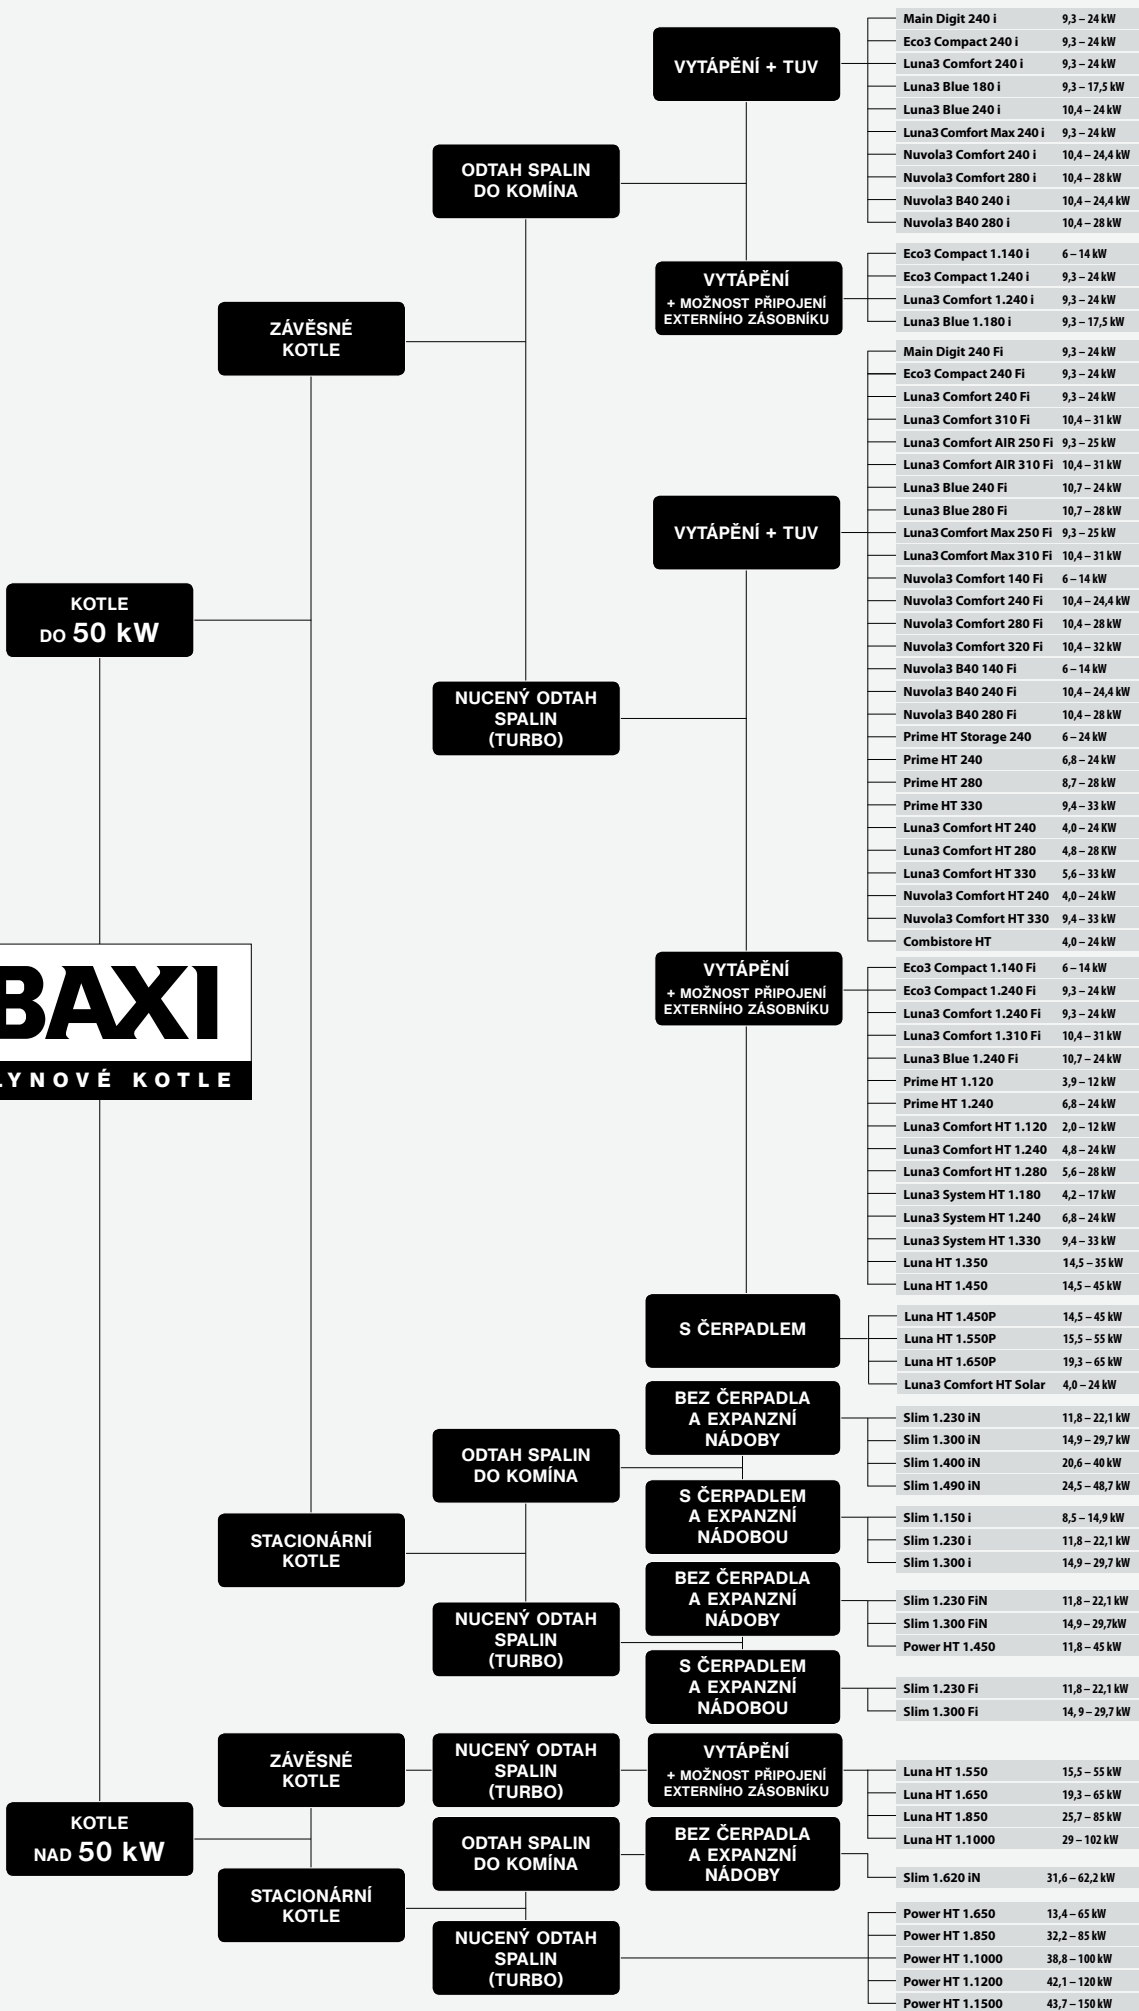 Main Digit 240 i 9,3 – 24 kW
Eco3 Compact 240 i 9,3 – 24 kW
Luna3 Comfort 240 i 9,3 – 24 kW
Luna3 Blue 180 i 9,3 – 17,5 kW
Luna3 Blue 240 i 10,4 – 24 kW
Luna3 Comfort Max 240 i 9,3 – 24 kW
Nuvola3 Comfort 240 i 10,4 – 24,4 kW
Nuvola3 Comfort 280 i 10,4 – 28 kW
Nuvola3 B40 240 i 10,4 – 24,4 kW
Nuvola3 B40 280 i 10,4 – 28 kW
VYTÁPĚNÍ + TUV
ODTAH SPALIN
DO KOMÍNA
VYTÁPĚNÍ
+ MOŽNOST PŘIPOJENÍ
EXTERNÍHO ZÁSOBNÍKU
Eco3 Compact 1.140 i 6 – 14 kW
Eco3 Compact 1.240 i 9,3 – 24 kW
Luna3 Comfort 1.240 i 9,3 – 24 kW
Luna3 Blue 1.180 i 9,3 – 17,5 kW
ZÁVĚSNÉ
KOTLE
Main Digit 240 Fi 9,3 – 24 kW
Eco3 Compact 240 Fi 9,3 – 24 kW
Luna3 Comfort 240 Fi 9,3 – 24 kW
Luna3 Comfort 310 Fi 10,4 – 31 kW
Luna3 Comfort AIR 250 Fi 9,3 – 25 kW
Luna3 Comfort AIR 310 Fi 10,4 – 31 kW
Luna3 Blue 240 Fi 10,7 – 24 kW
Luna3 Blue 280 Fi 10,7 – 28 kW
Luna3 Comfort Max 250 Fi 9,3 – 25 kW
Luna3 Comfort Max 310 Fi 10,4 – 31 kW
Nuvola3 Comfort 140 Fi 6 – 14 kW
Nuvola3 Comfort 240 Fi 10,4 – 24,4 kW
Nuvola3 Comfort 280 Fi 10,4 – 28 kW
Nuvola3 Comfort 320 Fi 10,4 – 32 kW
Nuvola3 B40 140 Fi 6 – 14 kW
Nuvola3 B40 240 Fi 10,4 – 24,4 kW
Nuvola3 B40 280 Fi 10,4 – 28 kW
Prime HT Storage 240 6 – 24 kW
Prime HT 240 6,8 – 24 kW
Prime HT 280 8,7 – 28 kW
Prime HT 330 9,4 – 33 kW
Luna3 Comfort HT 240 4,0 – 24 KW
Luna3 Comfort HT 280 4,8 – 28 KW
Luna3 Comfort HT 330 5,6 – 33 kW
Nuvola3 Comfort HT 240 4,0 – 24 kW
Nuvola3 Comfort HT 330 9,4 – 33 kW
Combistore HT 4,0 – 24 kW
VYTÁPĚNÍ + TUV
KOTLE
DO 50 kW
NUCENÝ ODTAH
SPALIN
(TURBO)
BAXI
LYNOVÉ KOTLE
VYTÁPĚNÍ
+ MOŽNOST PŘIPOJENÍ
EXTERNÍHO ZÁSOBNÍKU
Eco3 Compact 1.140 Fi 6 – 14 kW
Eco3 Compact 1.240 Fi 9,3 – 24 kW
Luna3 Comfort 1.240 Fi 9,3 – 24 kW
Luna3 Comfort 1.310 Fi 10,4 – 31 kW
Luna3 Blue 1.240 Fi 10,7 – 24 kW
Prime HT 1.120 3,9 – 12 kW
Prime HT 1.240 6,8 – 24 kW
Luna3 Comfort HT 1.120 2,0 – 12 kW
Luna3 Comfort HT 1.240 4,8 – 24 kW
Luna3 Comfort HT 1.280 5,6 – 28 kW
Luna3 System HT 1.180 4,2 – 17 kW
Luna3 System HT 1.240 6,8 – 24 kW
Luna3 System HT 1.330 9,4 – 33 kW
Luna HT 1.350 14,5 – 35 kW
Luna HT 1.450 14,5 – 45 kW
S ČERPADLEM
Luna HT 1.450P 14,5 – 45 kW
Luna HT 1.550P 15,5 – 55 kW
Luna HT 1.650P 19,3 – 65 kW
Luna3 Comfort HT Solar 4,0 – 24 kW
BEZ ČERPADLA
A EXPANZNÍ
NÁDOBY
Slim 1.230 iN 11,8 – 22,1 kW
Slim 1.300 iN 14,9 – 29,7 kW
Slim 1.400 iN 20,6 – 40 kW
Slim 1.490 iN 24,5 – 48,7 kW
ODTAH SPALIN
DO KOMÍNA
S ČERPADLEM
A EXPANZNÍ
NÁDOBOU
Slim 1.150 i 8,5 – 14,9 kW
Slim 1.230 i 11,8 – 22,1 kW
Slim 1.300 i 14,9 – 29,7 kW
STACIONÁRNÍ
KOTLE
BEZ ČERPADLA
A EXPANZNÍ
NÁDOBY
Slim 1.230 FiN 11,8 – 22,1 kW
Slim 1.300 FiN 14,9 – 29,7kW
Power HT 1.450 11,8 – 45 kW
NUCENÝ ODTAH
SPALIN
(TURBO)
S ČERPADLEM
A EXPANZNÍ
NÁDOBOU
Slim 1.230 Fi 11,8 – 22,1 kW
Slim 1.300 Fi 14, 9 – 29,7 kW
ZÁVĚSNÉ
KOTLE
NUCENÝ ODTAH
SPALIN
(TURBO)
VYTÁPĚNÍ
+ MOŽNOST PŘIPOJENÍ
EXTERNÍHO ZÁSOBNÍKU
Luna HT 1.550 15,5 – 55 kW
Luna HT 1.650 19,3 – 65 kW
Luna HT 1.850 25,7 – 85 kW
Luna HT 1.1000 29 – 102 kW
KOTLE
NAD 50 kW
ODTAH SPALIN
DO KOMÍNA
BEZ ČERPADLA
A EXPANZNÍ
NÁDOBY
Slim 1.620 iN 31,6 – 62,2 kW
STACIONÁRNÍ
KOTLE
NUCENÝ ODTAH
SPALIN
(TURBO)
Power HT 1.650 13,4 – 65 kW
Power HT 1.850 32,2 – 85 kW
Power HT 1.1000 38,8 – 100 kW
Power HT 1.1200 42,1 – 120 kW
Power HT 1.1500 43,7 – 150 kW